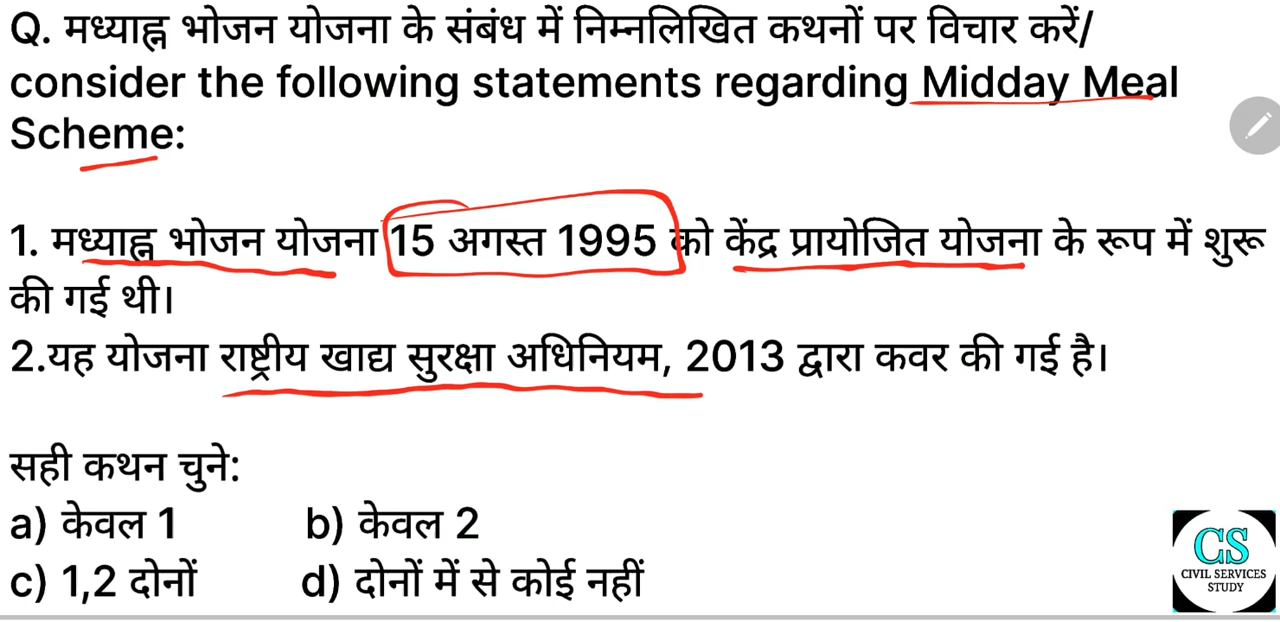 Q. मध्याह्न भोजन योजना के संबंध में निम्नलिखित कथनों पर विचार करें/
consider the following statements regarding Midday Meal
Scheme:
1. मध्याह्न भोजन योजना 15 अगस्त 1995 को केंद्र प्रायोजित योजना के रूप में शुरू
की गई थी।
2.यह योजना राष्ट्रीय खाद्य सुरक्षा अधिनियम, 2013 द्वारा कवर की गई है।
सही कथन चुने:
a) केवल 1 b) केवल 2
c) 1,2 दोनों d) दोनों में से कोई नहीं
CS
CIVIL SERVICES
STUDY